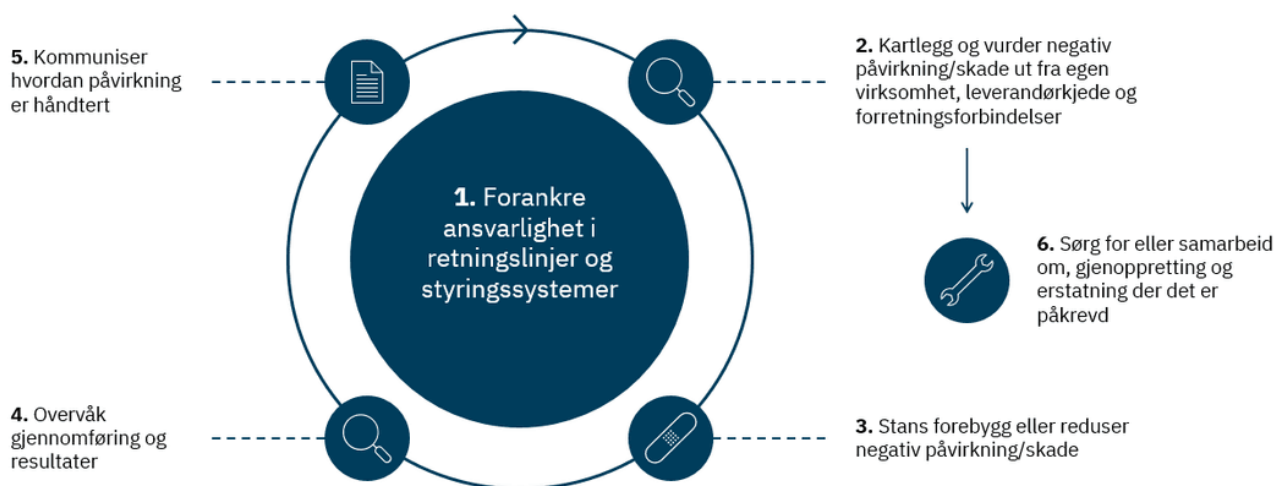 5. Kommuniser
hvordan påvirkning
er håndtert
2. Kartlegg og vurder negativ
påvirkning/skade ut fra egen
virksomhet, leverandørkjede og
forretningsforbindelser
1. Forankre
ansvarlighet i
retningslinjer og
styringssystemer
6. Sørg for eller samarbeid
om, gjenoppretting og
erstatning der det er
påkrevd
4. Overvåk
gjennomføring og
resultater
3. Stans forebygg eller reduser
negativ påvirkning/skade